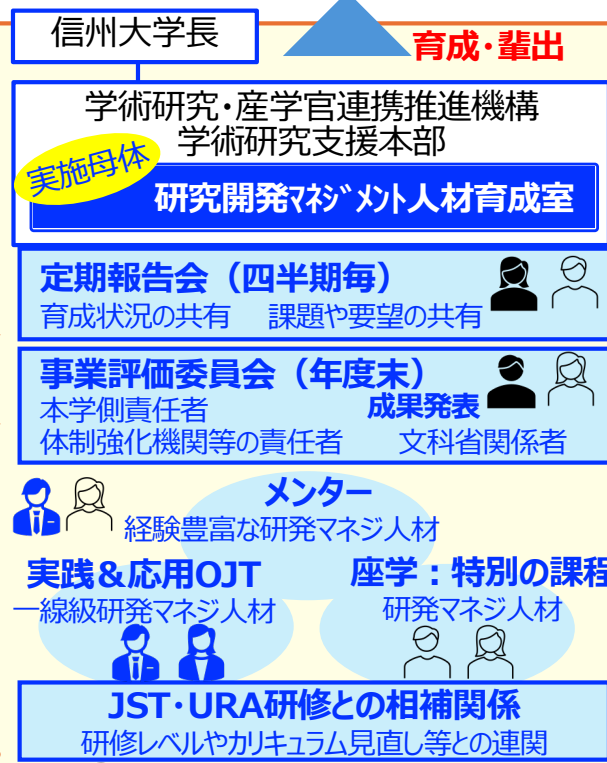 信州大学長
育成・輩出
学術研究・産学官連携推進機構
学術研究支援本部
実施母体
研究開発ﾏﾈｼﾞﾒﾝﾄ人材育成室
定期報告会（四半期毎）
育成状況の共有　課題や要望の共有
事業評価委員会（年度末）
本学側責任者　成果発表
体制強化機関等の責任者　文科省関係者
メンター
経験豊富な研発マネジ人材
実践＆応用OJT　座学：特別の課程
一線級研発マネジ人材　研発マネジ人材
JST・URA研修との相補関係
研修レベルやカリキュラム見直し等との連関